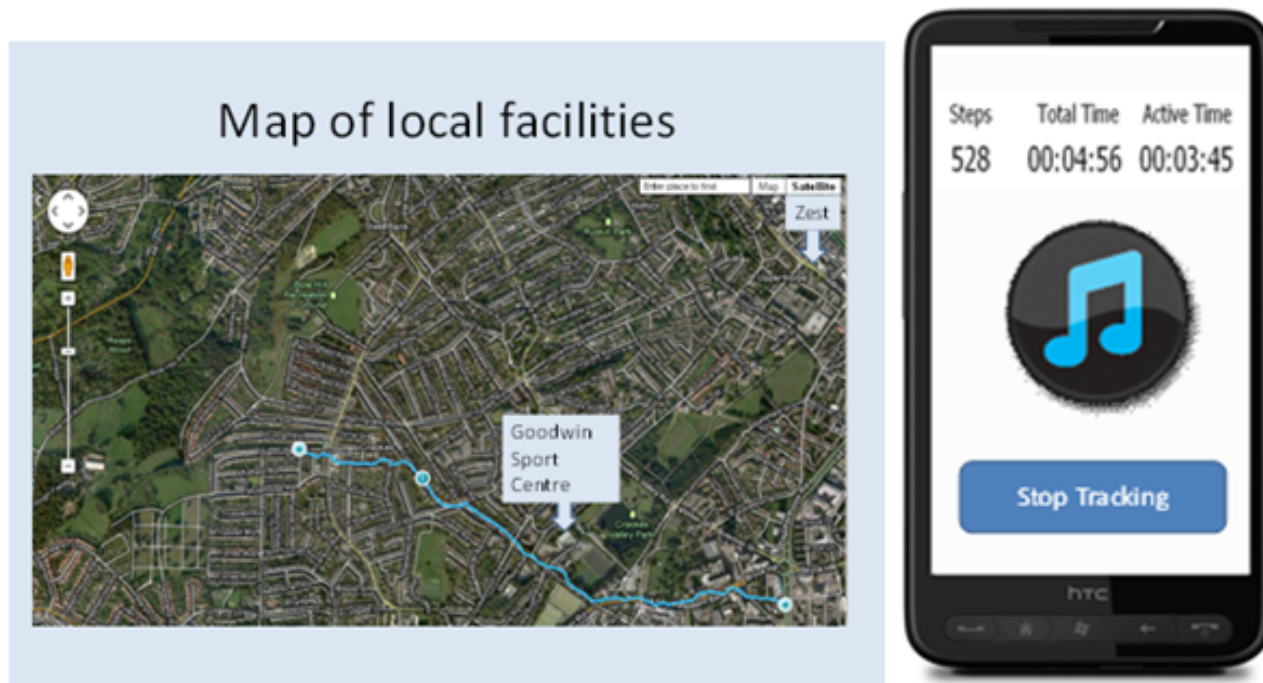 Map of local facilities
Enter place to find
Map
Satellite
Zest
Goodwin
Sport
Centre
Steps
Total Time
Active Time
528
00:04:56
00:03:45
Stop Tracking
hTC